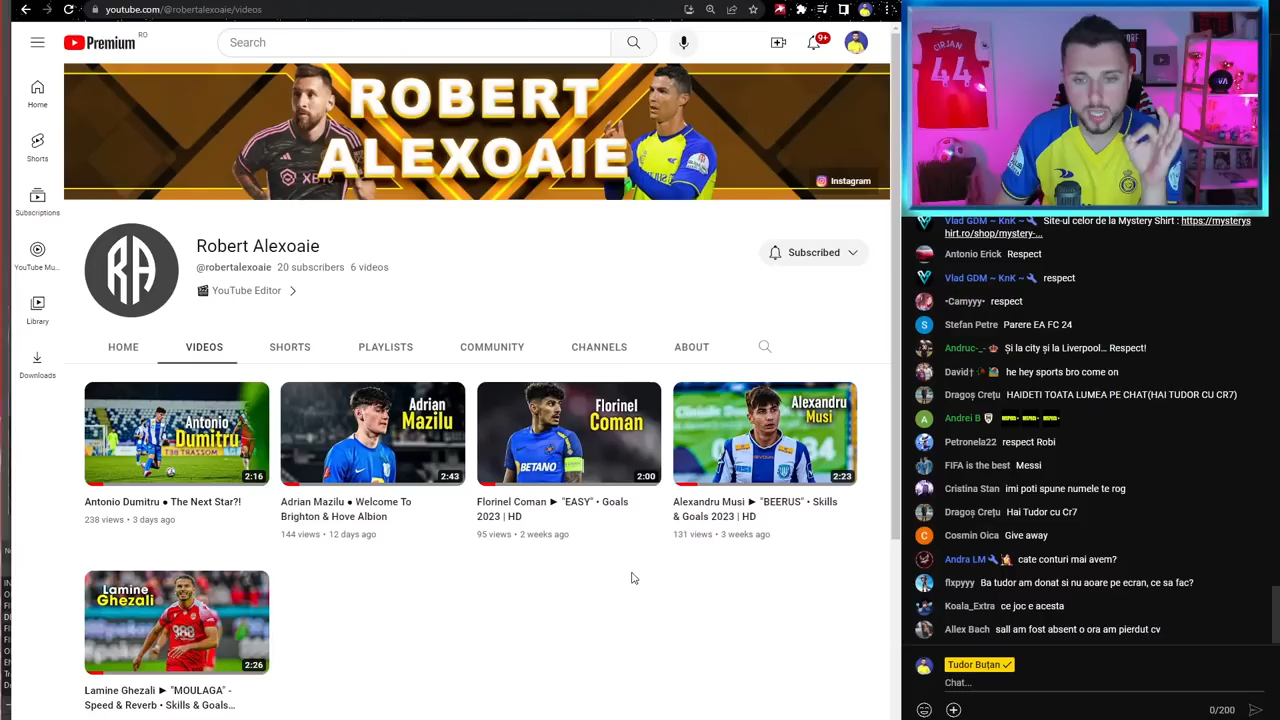 youtube.com/@robertalexoaie/videos
Premium RO
Search
9+
Home
Shorts
Subscriptions
YouTube Mu...
Library
Downloads
ROBERT
ALEXOAIE
Instagram
RA
Robert Alexoaie
@robertalexoaie 20 subscribers 6 videos
YouTube Editor
Subscribed
HOME VIDEOS SHORTS PLAYLISTS COMMUNITY CHANNELS ABOUT
Antonio
Dumitru
2:16
Antonio Dumitru ● The Next Star?!
238 views • 3 days ago
Adrian
Mazilu
2:43
Adrian Mazilu ● Welcome To
Brighton & Hove Albion
144 views • 12 days ago
Florinel
Coman
BETANO
2:00
Florinel Coman ► "EASY" • Goals
2023 | HD
95 views • 2 weeks ago
Alexandru
Musi
2:23
Alexandru Musi ► "BEERUS" • Skills
& Goals 2023 | HD
131 views • 3 weeks ago
Lamine
Ghezali
888
2:26
Lamine Ghezali ► "MOULAGA" -
Speed & Reverb • Skills & Goals...
CIRJAN
44
Vlad GDM ~ KnK ~ Site-ul celor de la Mystery Shirt : https://mysterys
hirt.ro/shop/mystery-...
Antonio Erick Respect
Vlad GDM ~ KnK ~ respect
•Camyyy• respect
Stefan Petre Parere EA FC 24
Andruc-_- Și la city și la Liverpool... Respect!
David† he hey sports bro come on
Dragoș Crețu HAIDETI TOATA LUMEA PE CHAT(HAI TUDOR CU CR7)
Andrei B
Petronela22 respect Robi
FIFA is the best Messi
Cristina Stan imi poti spune numele te rog
Dragoș Crețu Hai Tudor cu Cr7
Cosmin Oica Give away
Andra LM cate conturi mai avem?
flxpyyy Ba tudor am donat si nu aoare pe ecran, ce sa fac?
Koala_Extra ce joc e acesta
Allex Bach sall am fost absent o ora am pierdut cv
Tudor Buțan
Chat...
0/200